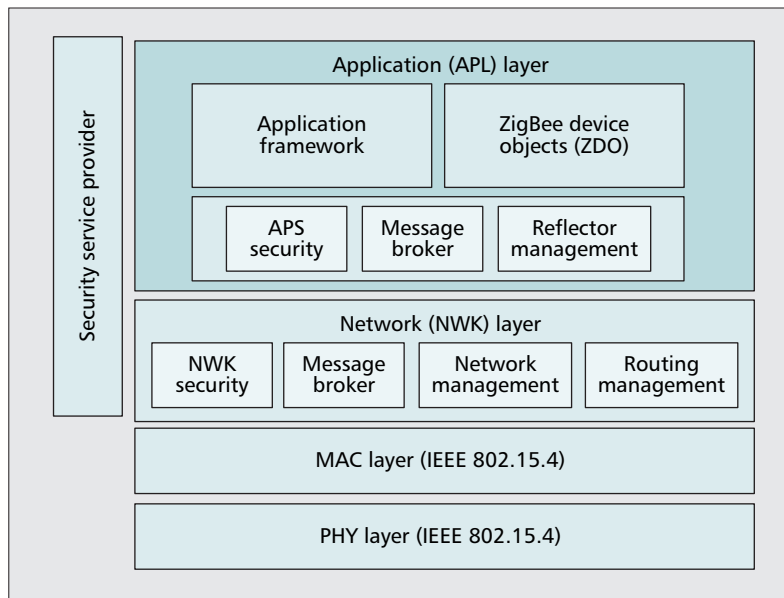 Security service provider
Application (APL) layer
Application
framework
ZigBee device
objects (ZDO)
APS
security
Message
broker
Reflector
management
Network (NWK) layer
NWK
security
Message
broker
Network
management
Routing
management
MAC layer (IEEE 802.15.4)
PHY layer (IEEE 802.15.4)